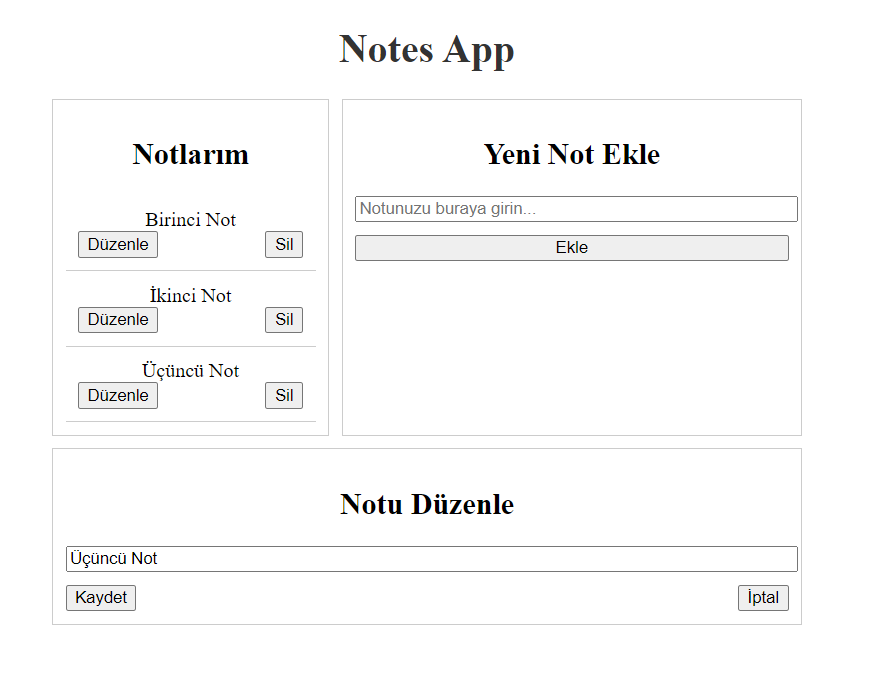 Notes App
Notlarım
Birinci Not
Düzenle Sil
İkinci Not
Düzenle Sil
Üçüncü Not
Düzenle Sil
Yeni Not Ekle
Notunuzu buraya girin...
Ekle
Notu Düzenle
Üçüncü Not
Kaydet İptal